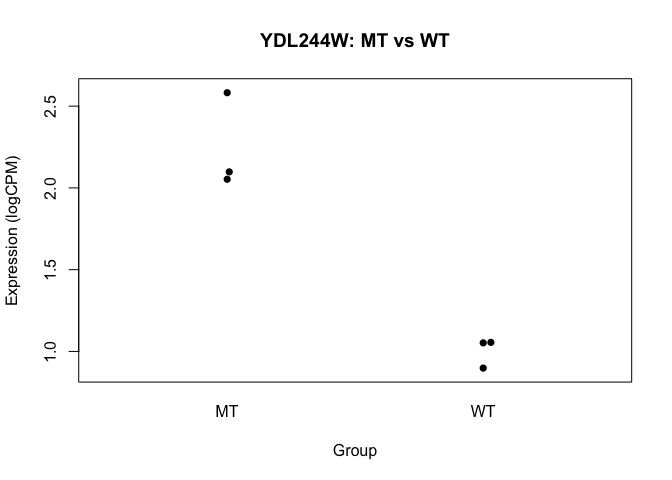 YDL244W: MT vs WT
Expression (logCPM)
2.5
2.0
1.5
1.0
MT WT
Group